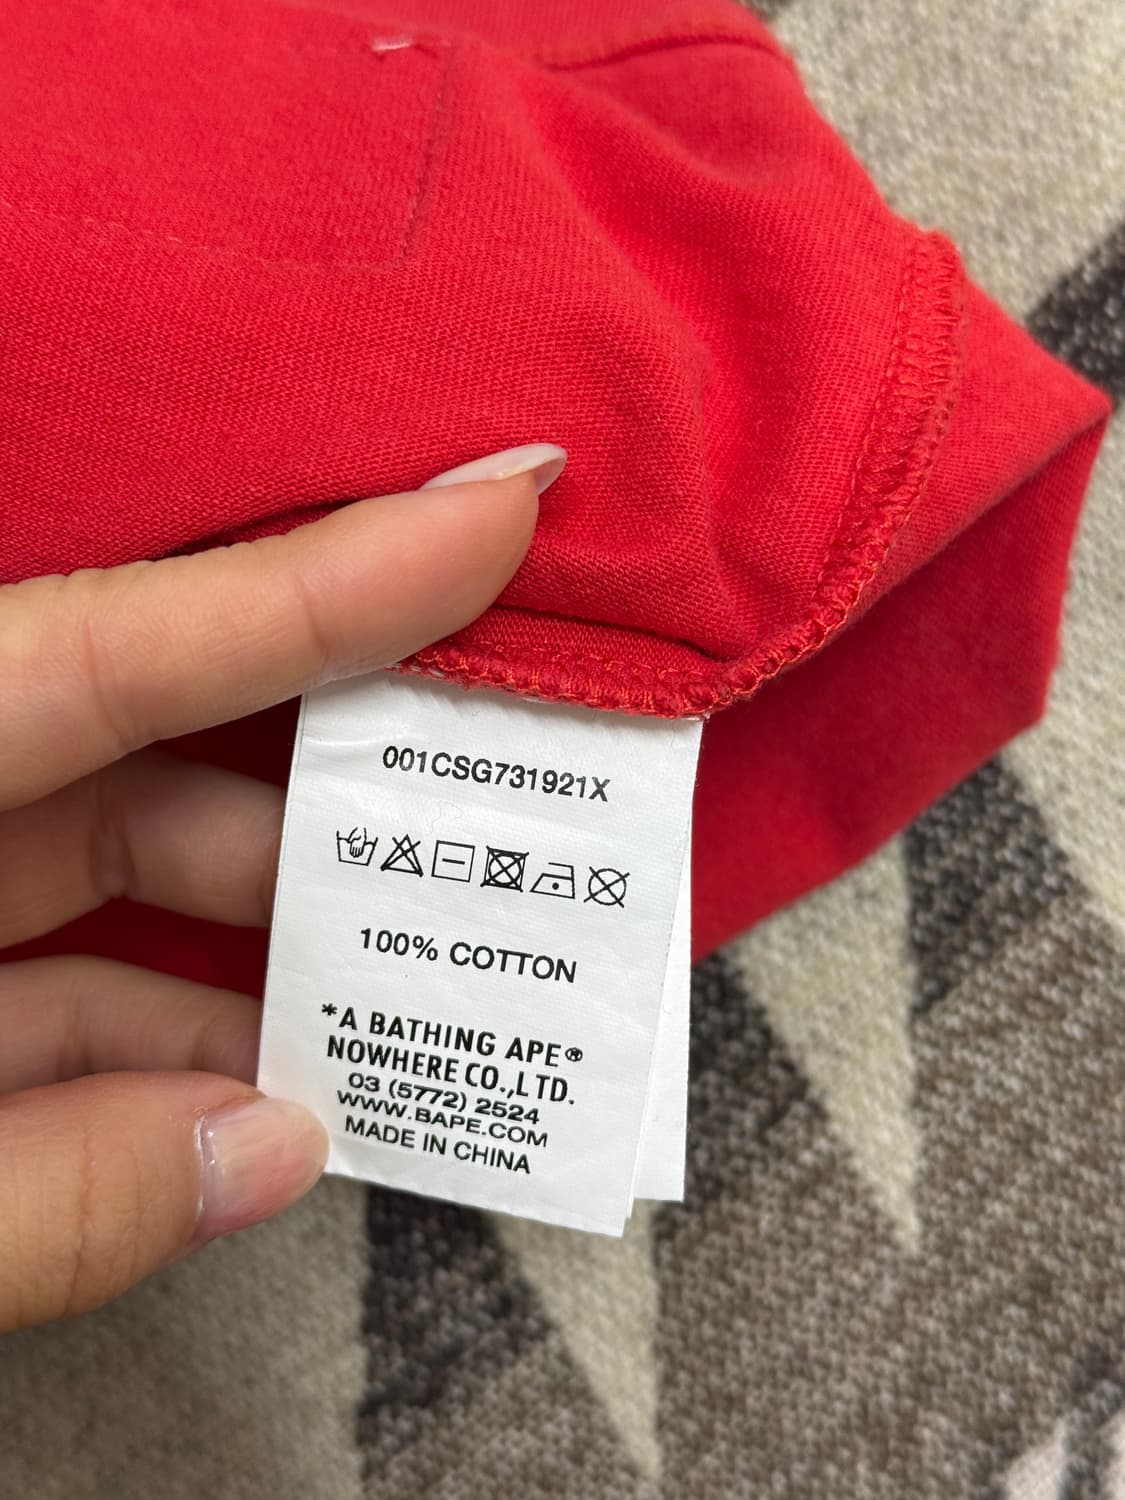 001CSG731921X
100% COTTON
*A BATHING APE®
NOWHERE CO.,LTD.
03 (5772) 2524
WWW.BAPE.COM
MADE IN CHINA